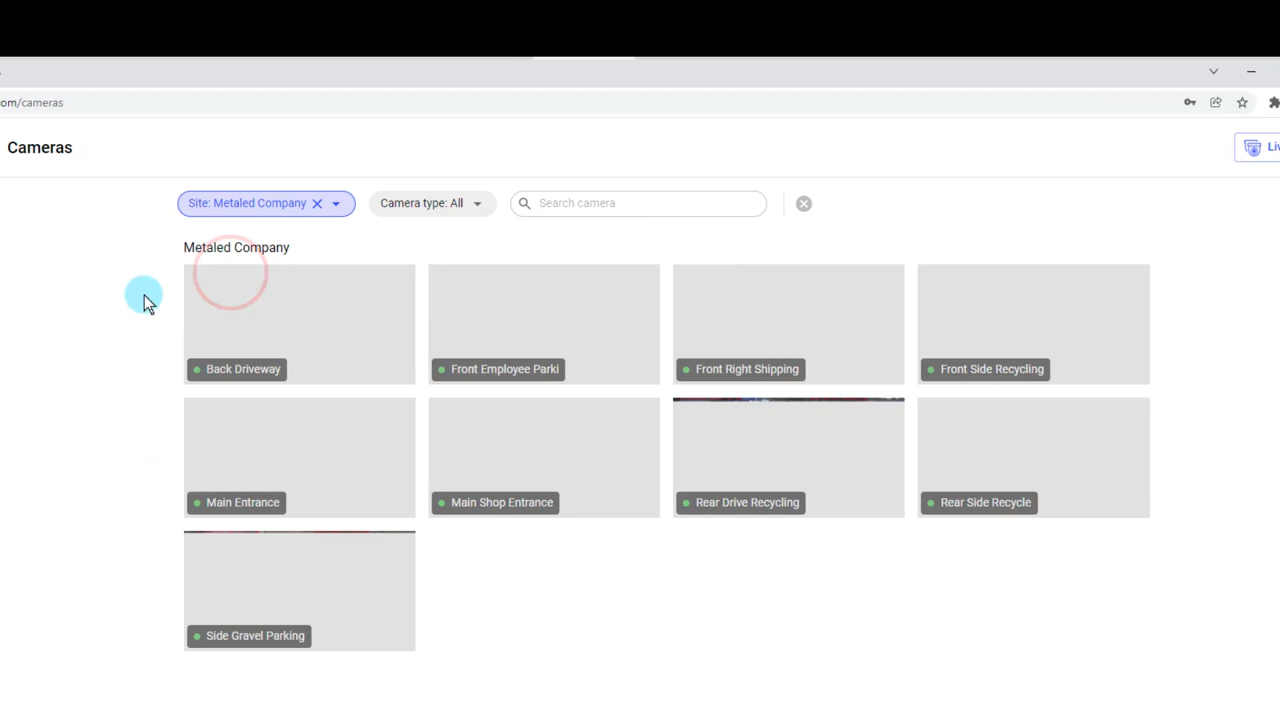 om/cameras
Cameras
Liv
Site: Metaled Company
Camera type: All
Search camera
Metaled Company
Back Driveway
Front Employee Parki
Front Right Shipping
Front Side Recycling
Main Entrance
Main Shop Entrance
Rear Drive Recycling
Rear Side Recycle
Side Gravel Parking